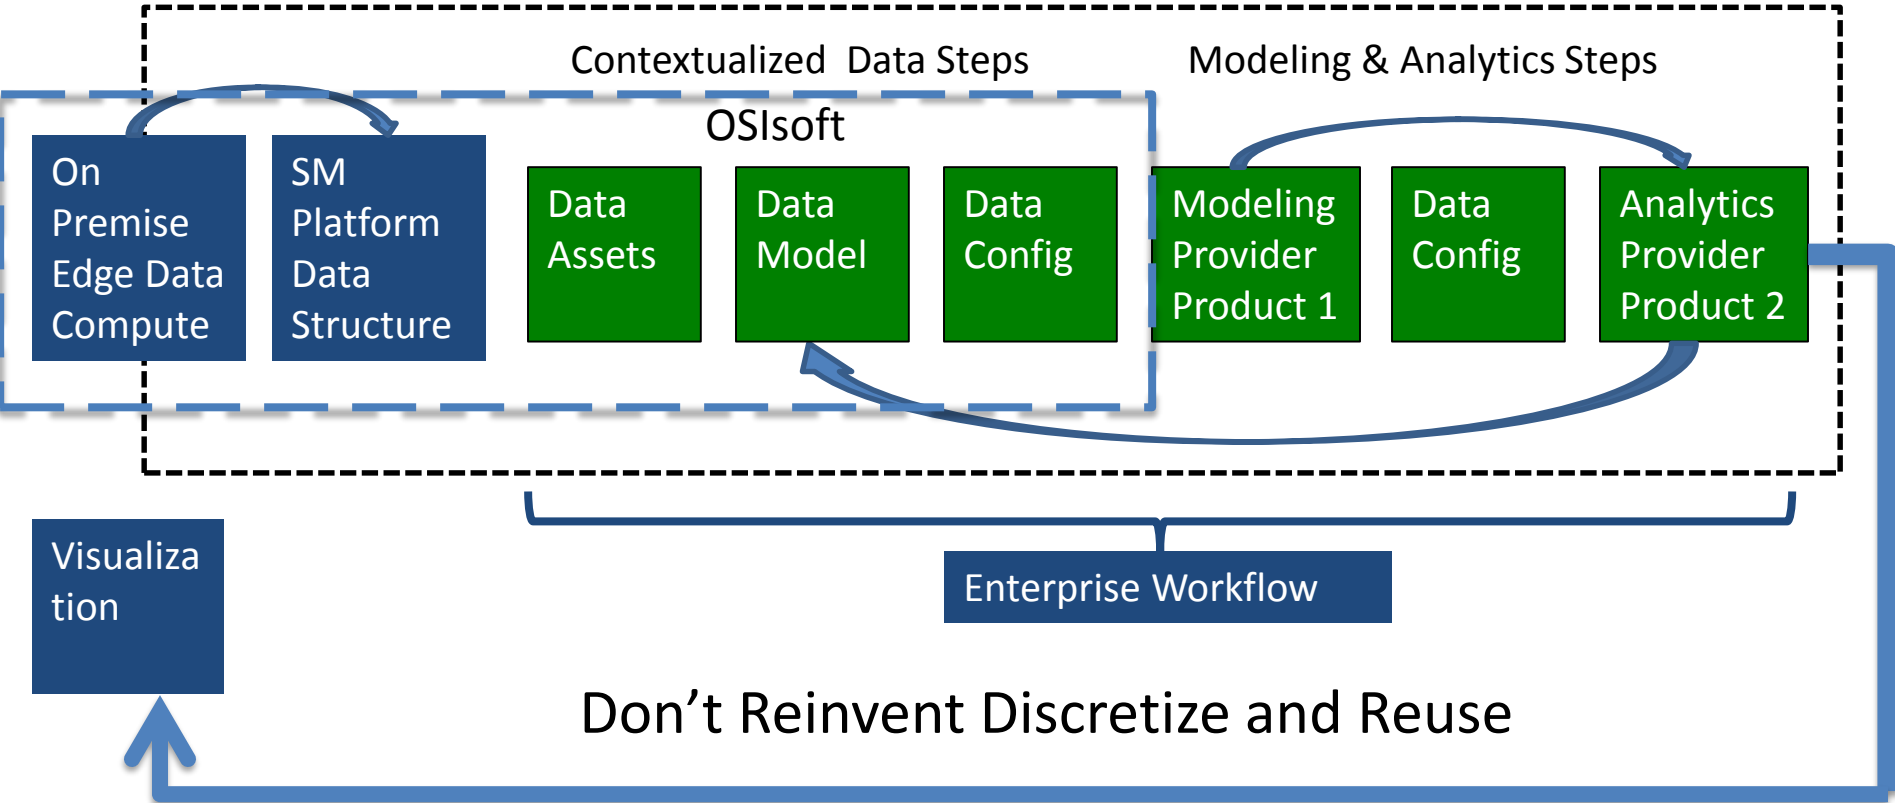 Contextualized  Data Steps
Modeling & Analytics Steps
OSIsoft
On
Premise
Edge Data
Compute
SM
Platform
Data
Structure
Data
Assets
Data
Model
Data
Config
Modeling
Provider
Product 1
Data
Config
Analytics
Provider
Product 2
Visualiza
tion
Enterprise Workflow
Don’t Reinvent Discretize and Reuse